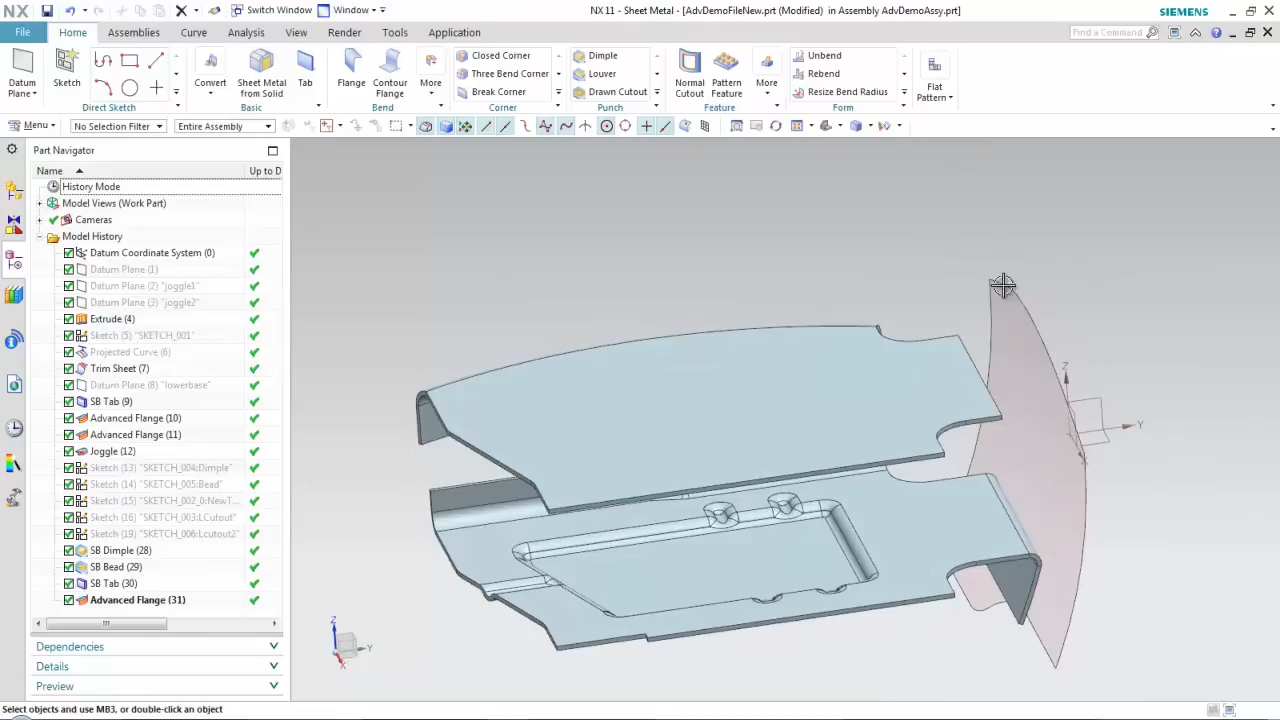 NX
Switch Window
Window
NX 11 - Sheet Metal - [AdvDemoFileNew.prt (Modified) in Assembly AdvDemoAssy.prt]
SIEMENS
File
Home
Assemblies
Curve
Analysis
View
Render
Tools
Application
Find a Command
Datum Plane
Sketch
Direct Sketch
Convert
Sheet Metal from Solid
Tab
Basic
Flange
Contour Flange
More
Bend
Closed Corner
Three Bend Corner
Break Corner
Corner
Dimple
Louver
Drawn Cutout
Punch
Normal Cutout
Pattern Feature
More
Feature
Unbend
Rebend
Resize Bend Radius
Form
Flat Pattern
Menu
No Selection Filter
Entire Assembly
Part Navigator
Name
Up to D
History Mode
Model Views (Work Part)
Cameras
Model History
Datum Coordinate System (0)
Datum Plane (1)
Datum Plane (2) "joggle1"
Datum Plane (3) "joggle2"
Extrude (4)
Sketch (5) "SKETCH_001"
Projected Curve (6)
Trim Sheet (7)
Datum Plane (8) "lowerbase"
SB Tab (9)
Advanced Flange (10)
Advanced Flange (11)
Joggle (12)
Sketch (13) "SKETCH_004:Dimple"
Sketch (14) "SKETCH_005:Bead"
Sketch (15) "SKETCH_002_0:NewT...
Sketch (16) "SKETCH_003:LCutout"
Sketch (19) "SKETCH_006:Lcutout2"
SB Dimple (28)
SB Bead (29)
SB Tab (30)
Advanced Flange (31)
Dependencies
Details
Preview
Z
Y
Z
Y
X
Select objects and use MB3, or double-click an object